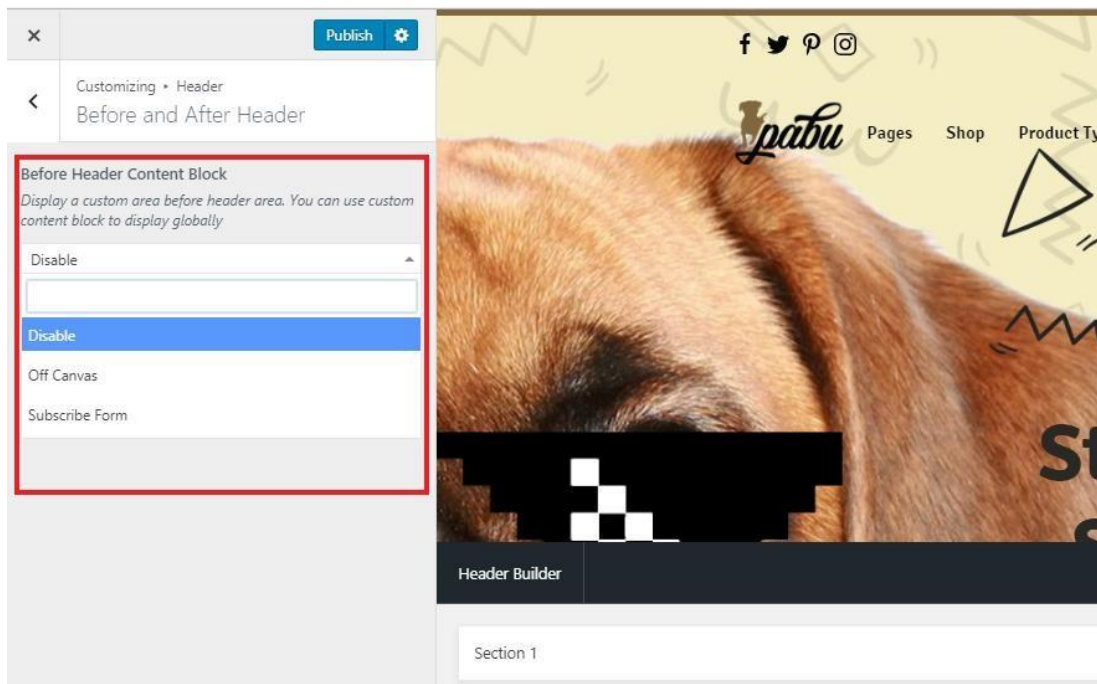 Publish
Customizing • Header
Before and After Header
Before Header Content Block
Display a custom area before header area. You can use custom
content block to display globally
Disable
Disable
Off Canvas
Subscribe Form
pabu
Pages Shop Product Ty
St
Header Builder
Section 1